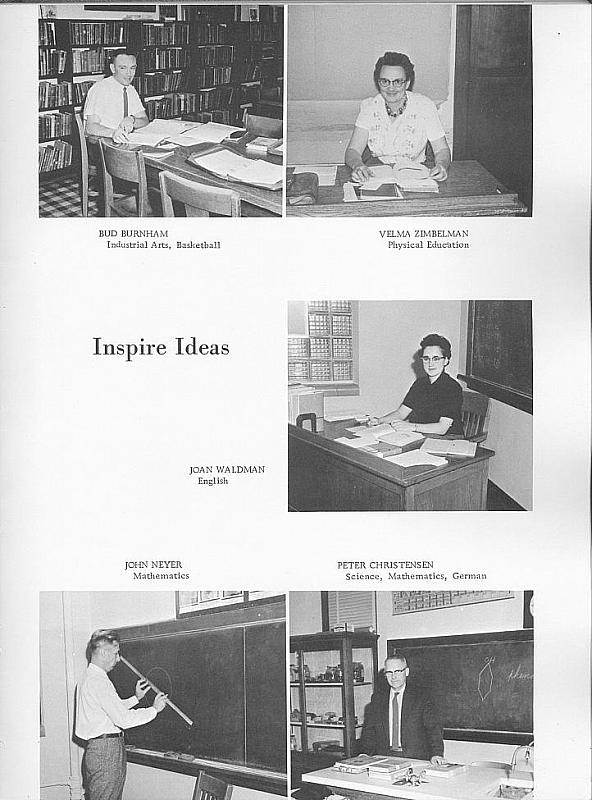 BUD BURNHAM
Industrial Arts, Basketball
VELMA ZIMBELMAN
Physical Education
Inspire Ideas
JOAN WALDMAN
English
JOHN NEYER
Mathematics
PETER CHRISTENSEN
Science, Mathematics, German
OH